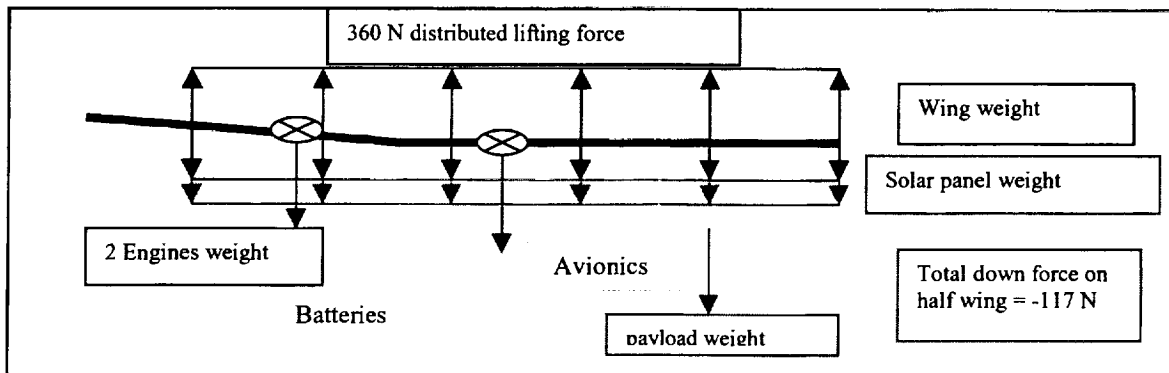 360 N distributed lifting force
Wing weight
Solar panel weight
2 Engines weight
Avionics
Total down force on
half wing = -117 N
Batteries
payload weight